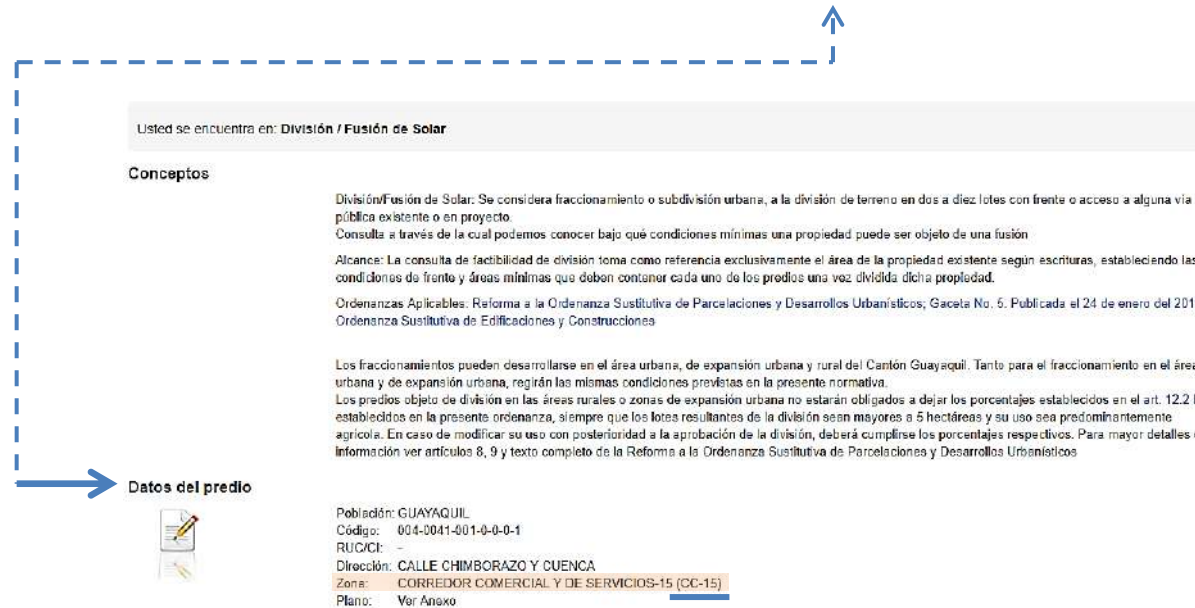 Usted se encuentra en: División / Fusión de Solar
Conceptos
División/Fusión de Solar: Se considera fraccionamiento o subdivisión urbana, a la división de terreno en dos a diez lotes con frente o acceso a alguna vía
pública existente o en proyecto.
Consulta a través de la cual podemos conocer bajo qué condiciones mínimas una propiedad puede ser objeto de una fusión
Alcance: La consulta de factibilidad de división toma como referencia exclusivamente el área de la propiedad existente según escrituras, estableciendo las
condiciones de frente y áreas mínimas que deben contener cada uno de los predios una vez dividida dicha propiedad.
Ordenanzas Aplicables: Reforma a la Ordenanza Sustitutiva de Parcelaciones y Desarrollos Urbanísticos; Gaceta No. 5. Publicada el 24 de enero del 201
Ordenanza Sustitutiva de Edificaciones y Construcciones
Los fraccionamientos pueden desarrollarse en el área urbana, de expansión urbana y rural del Cantón Guayaquil. Tanto para el fraccionamiento en el área
urbana y de expansión urbana, regirán las mismas condiciones previstas en la presente normativa.
Los predios objeto de división en las áreas rurales o zonas de expansión urbana no estarán obligados a dejar los porcentajes establecidos en el art. 12.2
establecidos en la presente ordenanza, siempre que los lotes resultantes de la división sean mayores a 5 hectáreas y su uso sea predominantemente
agrícola. En caso de modificar su uso con posterioridad a la aprobación de la división, deberá cumplirse los porcentajes respectivos. Para mayor detalles
información ver artículos 8, 9 y texto completo de la Reforma a la Ordenanza Sustitutiva de Parcelaciones y Desarrollos Urbanísticos
Datos del predio
Población: GUAYAQUIL
Código: 004-0041-001-0-0-0-1
RUC/CI: -
Dirección: CALLE CHIMBORAZO Y CUENCA
Zona: CORREDOR COMERCIAL Y DE SERVICIOS-15 (CC-15)
Plano: Ver Anexo